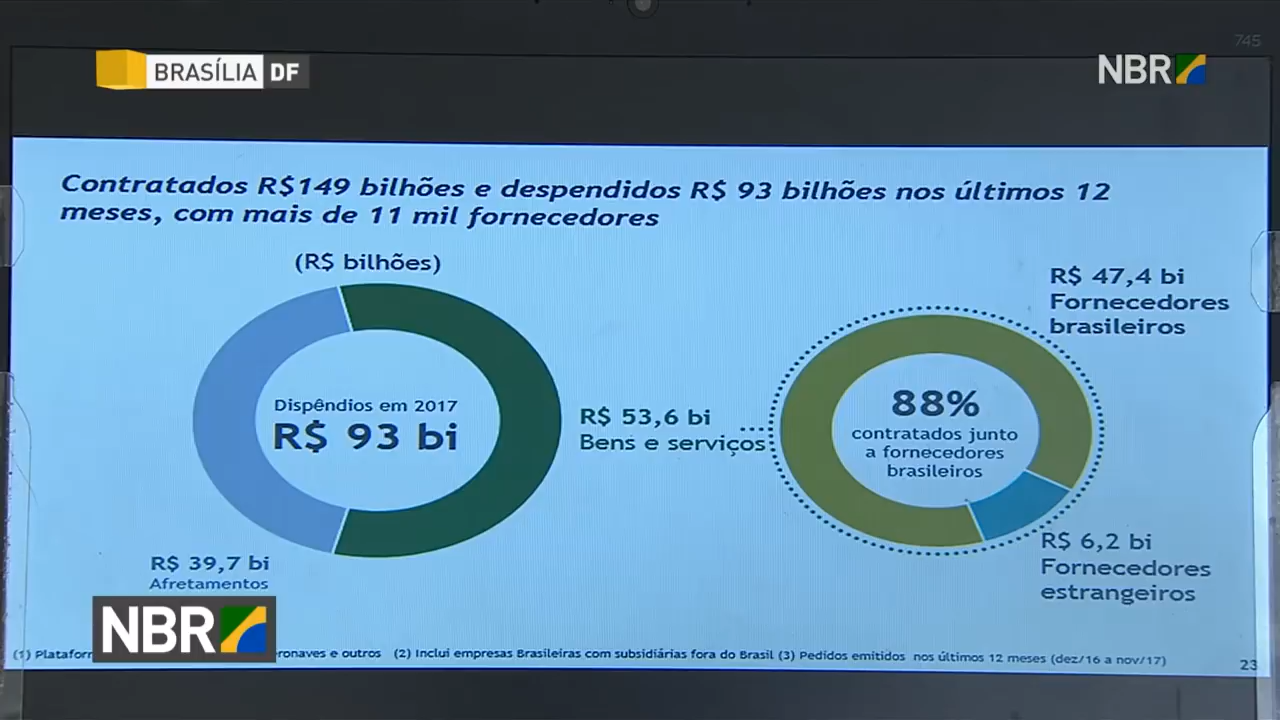 745
BRASÍLIA DF
NBR
Contratados R$149 bilhões e despendidos R$ 93 bilhões nos últimos 12
meses, com mais de 11 mil fornecedores
(R$ bilhões)
Dispêndios em 2017
R$ 93 bi
R$ 53,6 bi
Bens e serviços
R$ 39,7 bi
Afretamentos
R$ 47,4 bi
Fornecedores
brasileiros
88%
contratados junto
a fornecedores
brasileiros
R$ 6,2 bi
Fornecedores
estrangeiros
NBR
(1) Platafor eronaves e outros (2) Inclui empresas Brasileiras com subsidiárias fora do Brasil (3) Pedidos emitidos nos últimos 12 meses (dez/16 a nov/17)
23